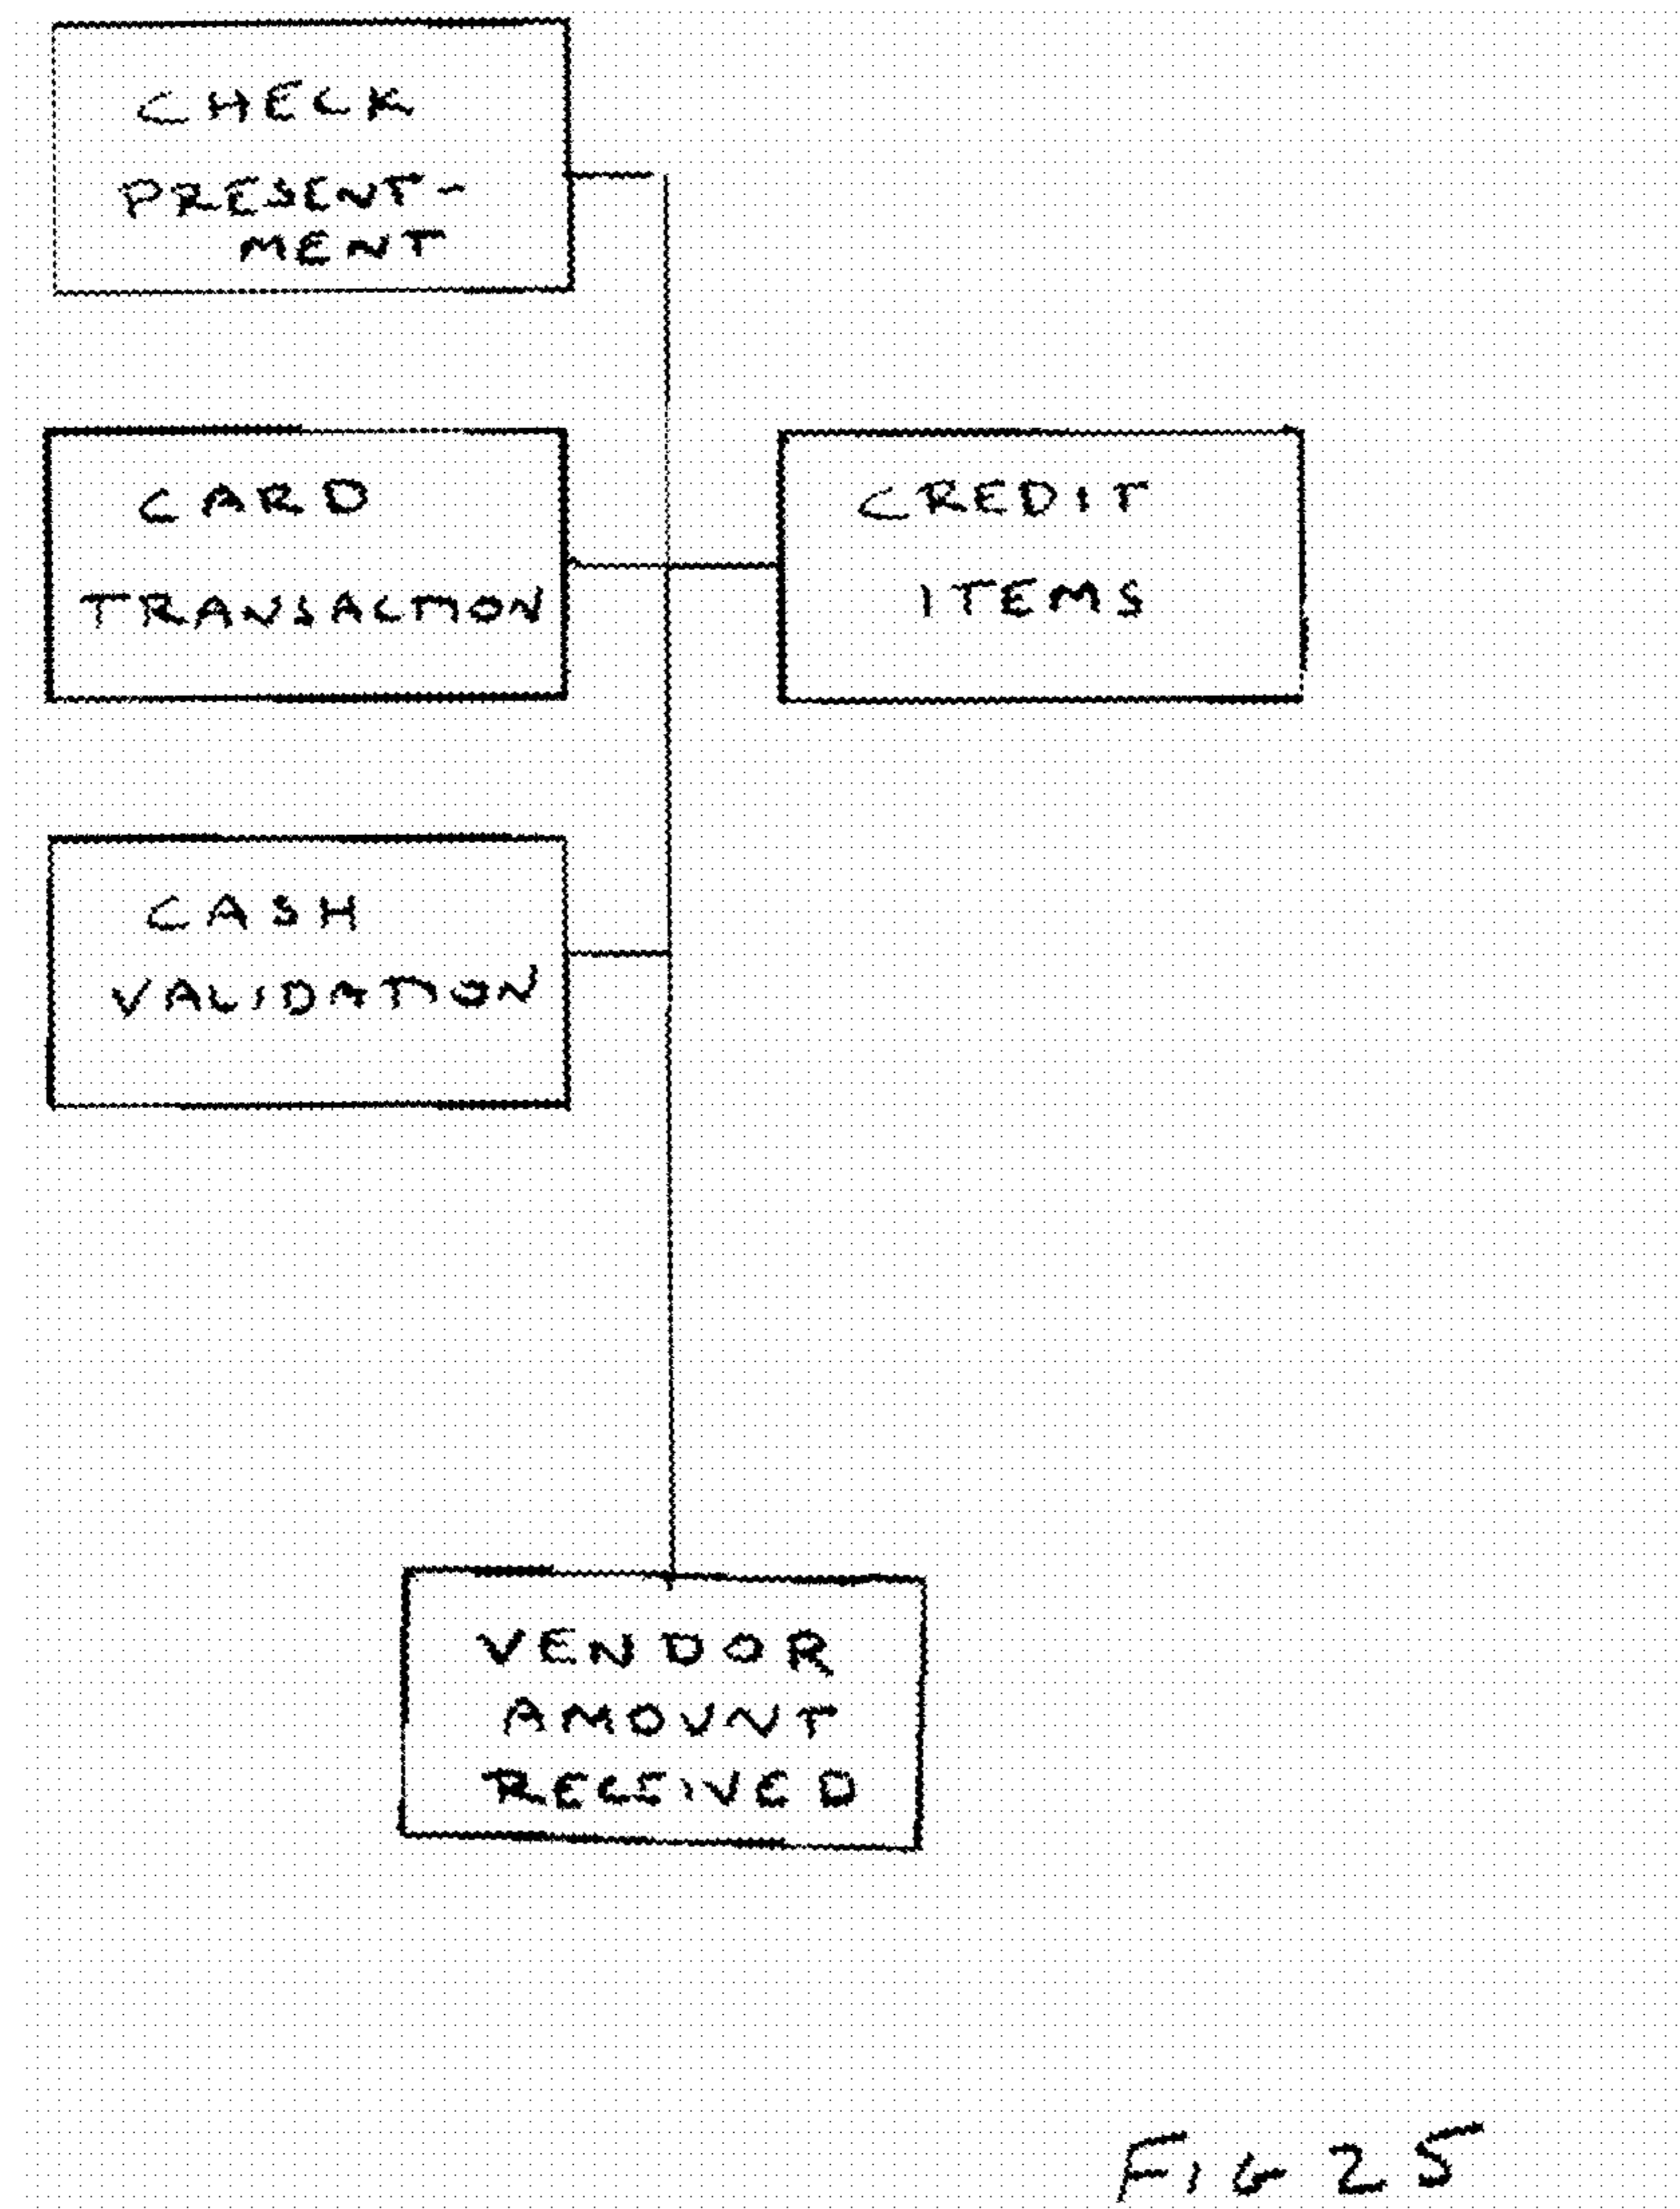 CHECK
PRESENT-
MENT
CARD
TRANSACTION
CREDIT
ITEMS
CASH
VALIDATION
VENDOR
AMOUNT
RECEIVED
FIG 25